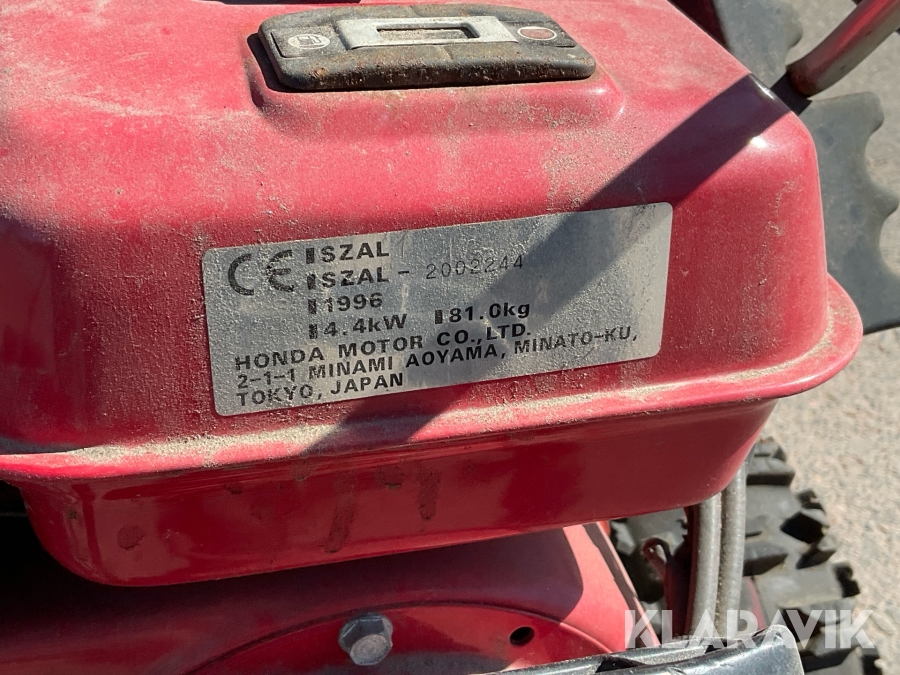 CE
SZAL
SZAL - 2002244
1996
4.4kW 81.0kg
HONDA MOTOR CO.,LTD.
2-1-1 MINAMI AOYAMA, MINATO-KU,
TOKYO, JAPAN
KLARAVIK